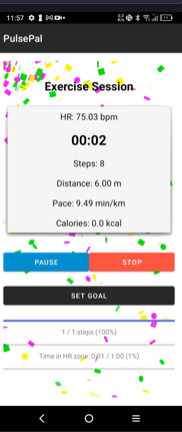 11:57
PulsePal
Exercise Session
HR: 75.03 bpm
00:02
Steps: 8
Distance: 6.00 m
Pace: 9.49 min/km
Calories: 0.0 kcal
PAUSE STOP
SET GOAL
1 / 1 steps (100%)
Time in HR zone: 0:01 / 1:00 (1%)